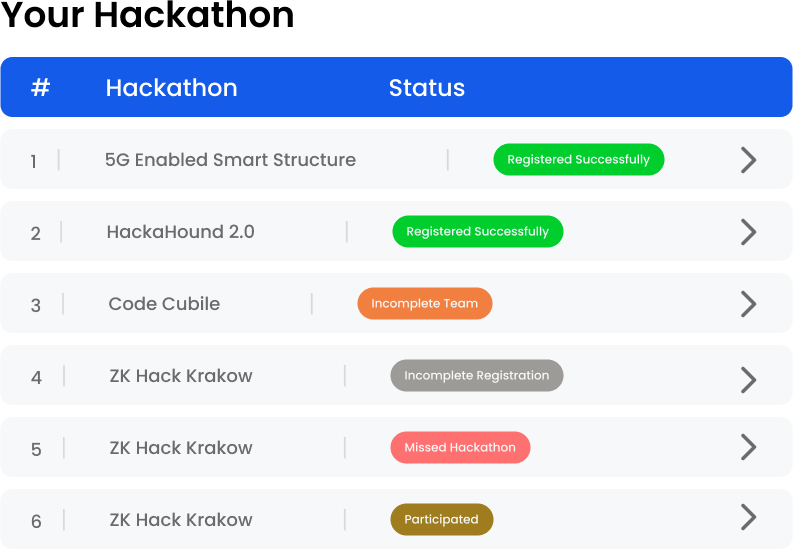 Your Hackathon
# Hackathon Status
1 5G Enabled Smart Structure Registered Successfully
2 HackaHound 2.0 Registered Successfully
3 Code Cubile Incomplete Team
4 ZK Hack Krakow Incomplete Registration
5 ZK Hack Krakow Missed Hackathon
6 ZK Hack Krakow Participated